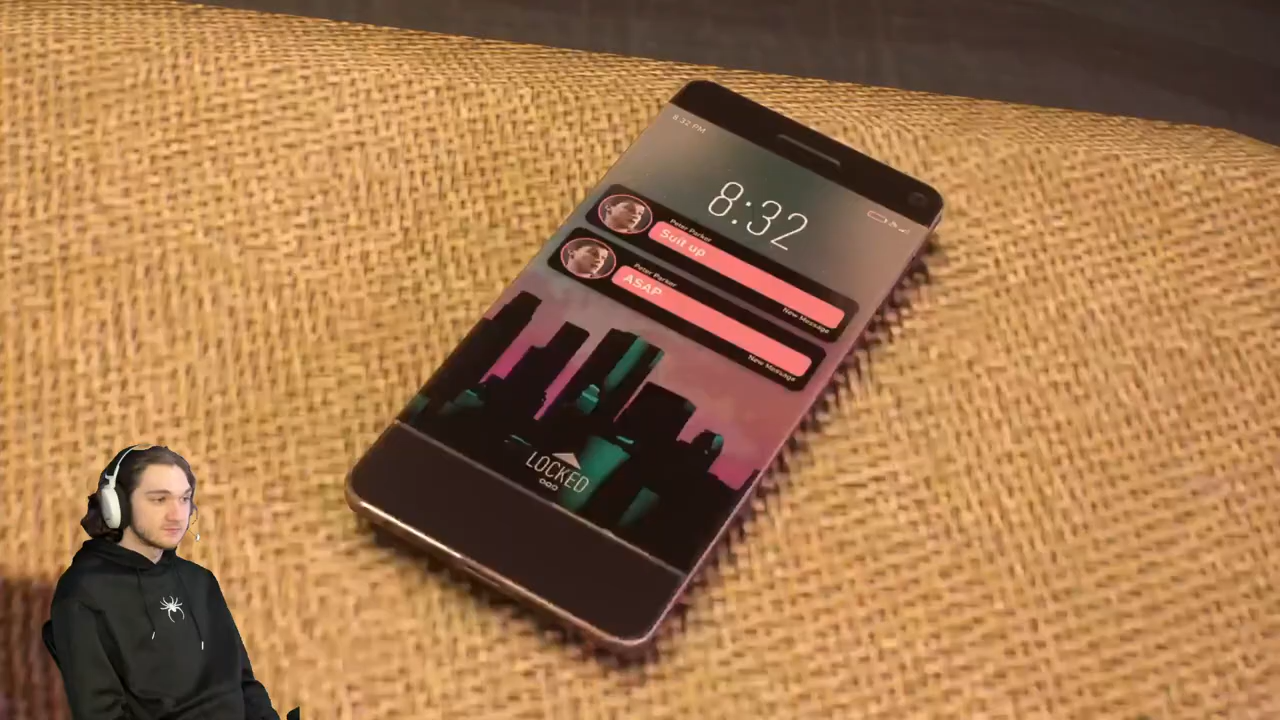 8:32 PM
8:32
Peter Parker
Suit up
New Message
Peter Parker
ASAP
New Message
LOCKED